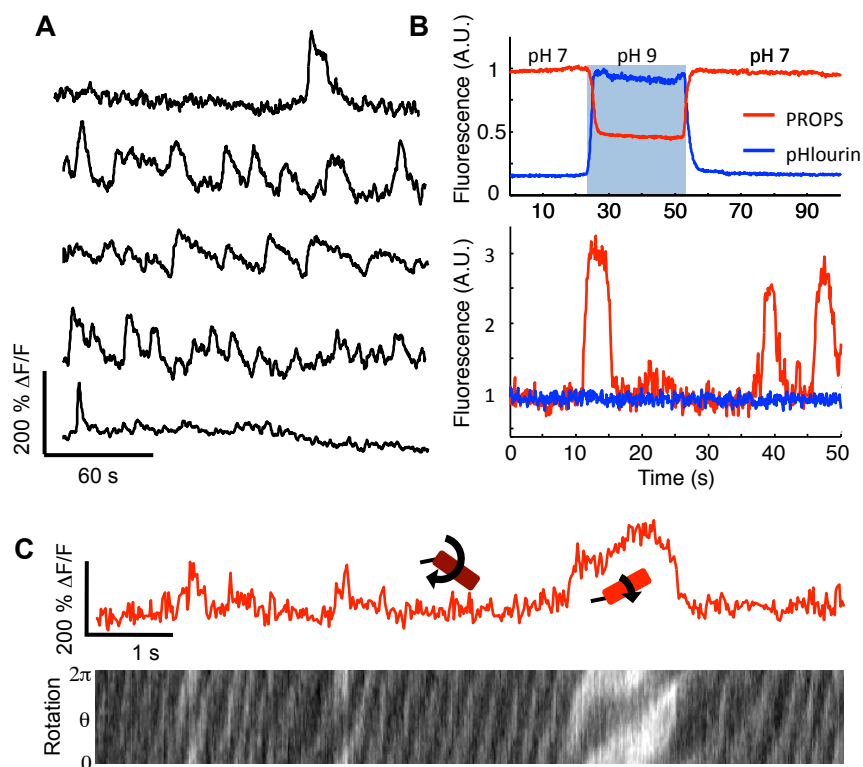 A
200 % ΔF/F
60 s
B
Fluorescence (A.U.)
1
0.5
0
pH 7
pH 9
pH 7
PROPS
pHlourin
10
30
50
70
90
Fluorescence (A.U.)
3
2
1
0
10
20
30
40
50
Time (s)
C
200 % ΔF/F
1 s
Rotation
2π
θ
0